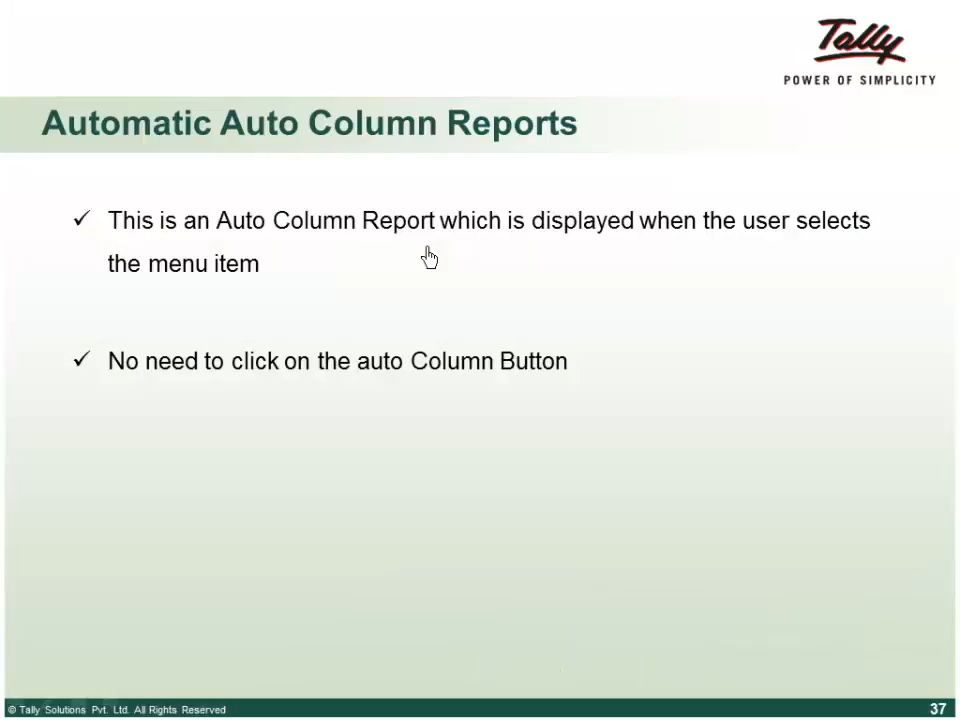 Tally
POWER OF SIMPLICITY
Automatic Auto Column Reports
✓ This is an Auto Column Report which is displayed when the user selects
the menu item
✓ No need to click on the auto Column Button
© Tally Solutions Pvt. Ltd. All Rights Reserved
37